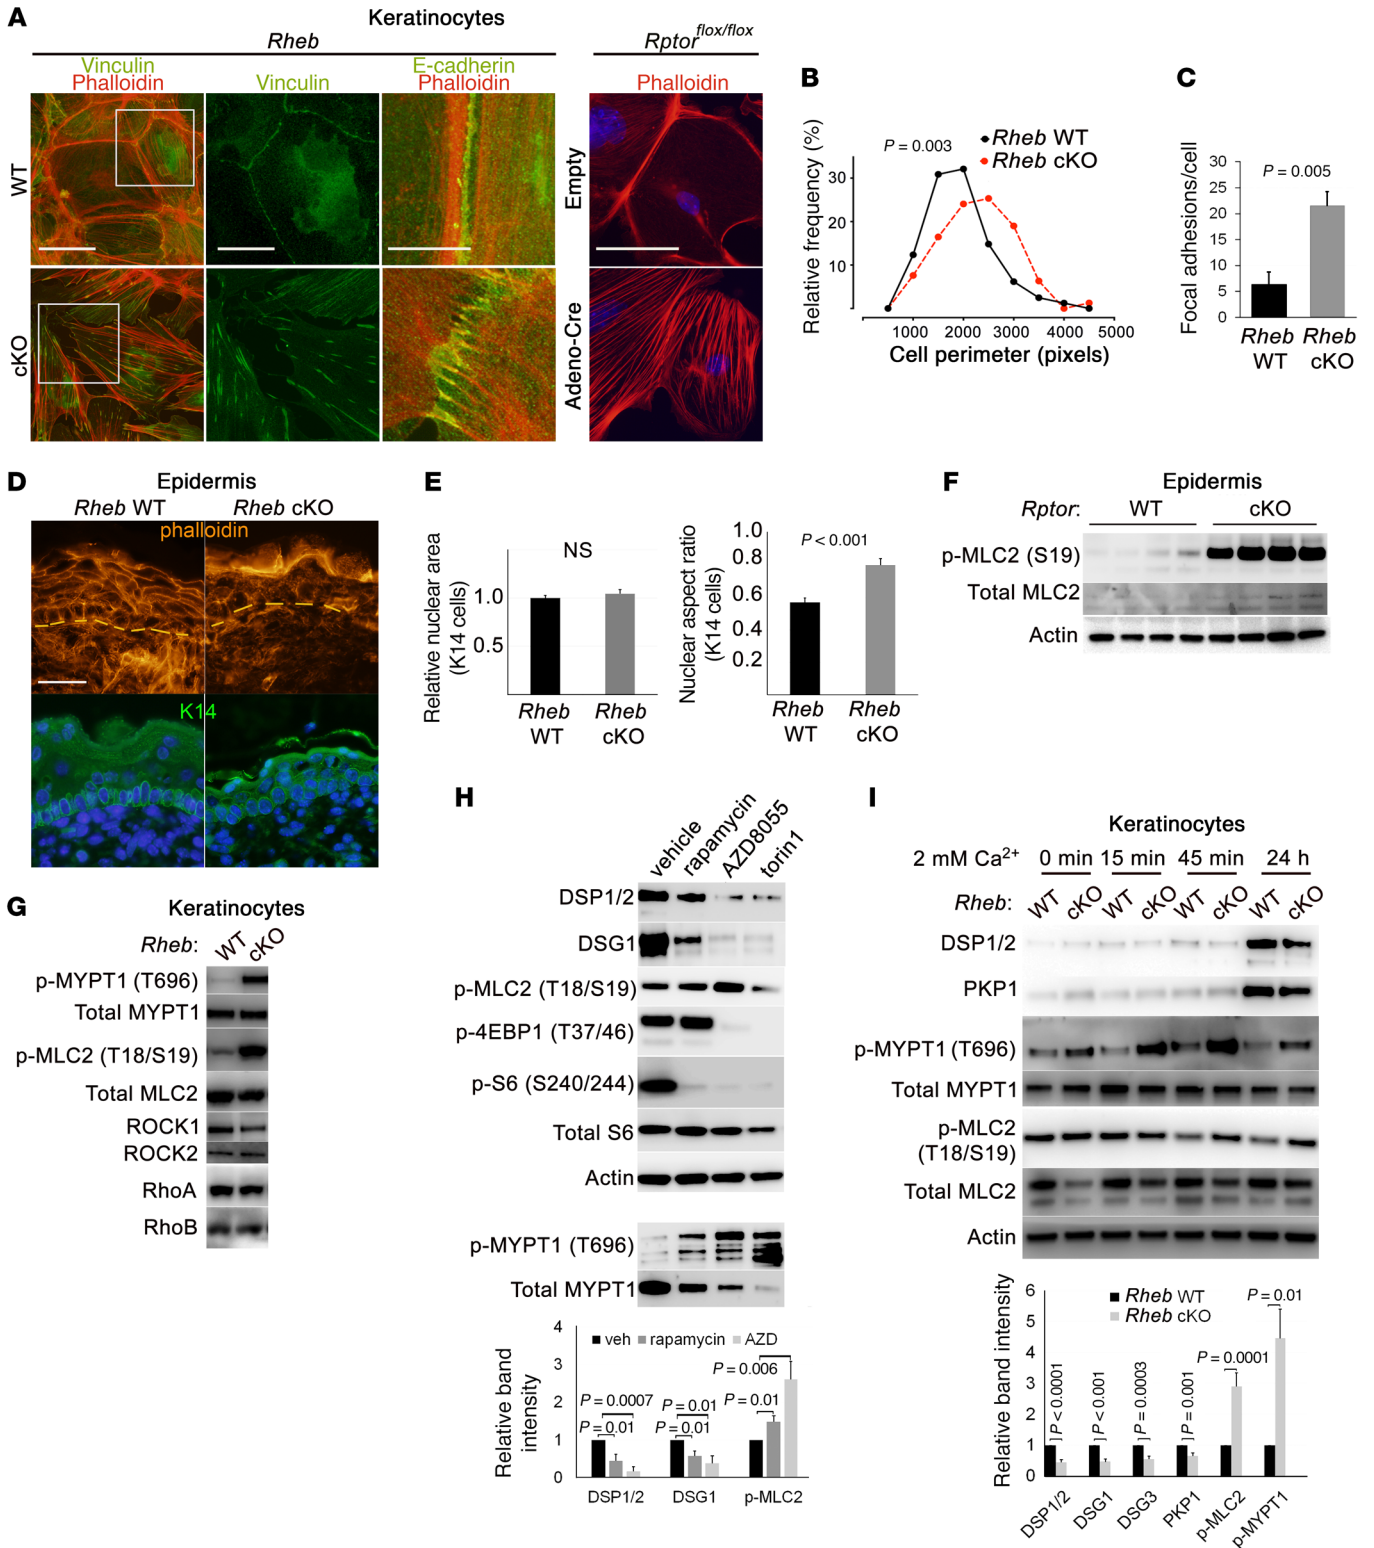 A
Keratinocytes
Rheb
Rptor flox/flox
Vinculin
Phalloidin
Vinculin
E-cadherin
Phalloidin
Phalloidin
WT
cKO
Empty
Adeno-Cre
B
Relative frequency (%)
P = 0.003
Rheb WT
Rheb cKO
30
20
10
1000 2000 3000 4000 5000
Cell perimeter (pixels)
C
Focal adhesions/cell
P = 0.005
30
25
20
15
10
5
0
Rheb WT
Rheb cKO
D
Epidermis
Rheb WT Rheb cKO
phalloidin
K14
E
Relative nuclear area
(K14 cells)
NS
1.0
0.5
Rheb WT
Rheb cKO
Nuclear aspect ratio
(K14 cells)
P < 0.001
1.0
0.8
0.6
0.4
0.2
Rheb WT
Rheb cKO
F
Epidermis
Rptor: WT cKO
p-MLC2 (S19)
Total MLC2
Actin
G
Keratinocytes
Rheb: WT cKO
p-MYPT1 (T696)
Total MYPT1
p-MLC2 (T18/S19)
Total MLC2
ROCK1
ROCK2
RhoA
RhoB
H
vehicle rapamycin AZD8055 torin1
DSP1/2
DSG1
p-MLC2 (T18/S19)
p-4EBP1 (T37/46)
p-S6 (S240/244)
Total S6
Actin
p-MYPT1 (T696)
Total MYPT1
Relative band
intensity
4
3
2
1
0
veh rapamycin AZD
P = 0.0007
P = 0.01
P = 0.01
P = 0.01
P = 0.006
P = 0.01
DSP1/2 DSG1 p-MLC2
I
Keratinocytes
2 mM Ca2+ 0 min 15 min 45 min 24 h
Rheb: WT cKO WT cKO WT cKO WT cKO
DSP1/2
PKP1
p-MYPT1 (T696)
Total MYPT1
p-MLC2
(T18/S19)
Total MLC2
Actin
Relative band intensity
6
5
4
3
2
1
0
Rheb WT
Rheb cKO
P < 0.0001
P < 0.001
P = 0.0003
P = 0.001
P = 0.0001
P = 0.01
DSP1/2 DSG1 DSG3 PKP1 p-MLC2 p-MYPT1